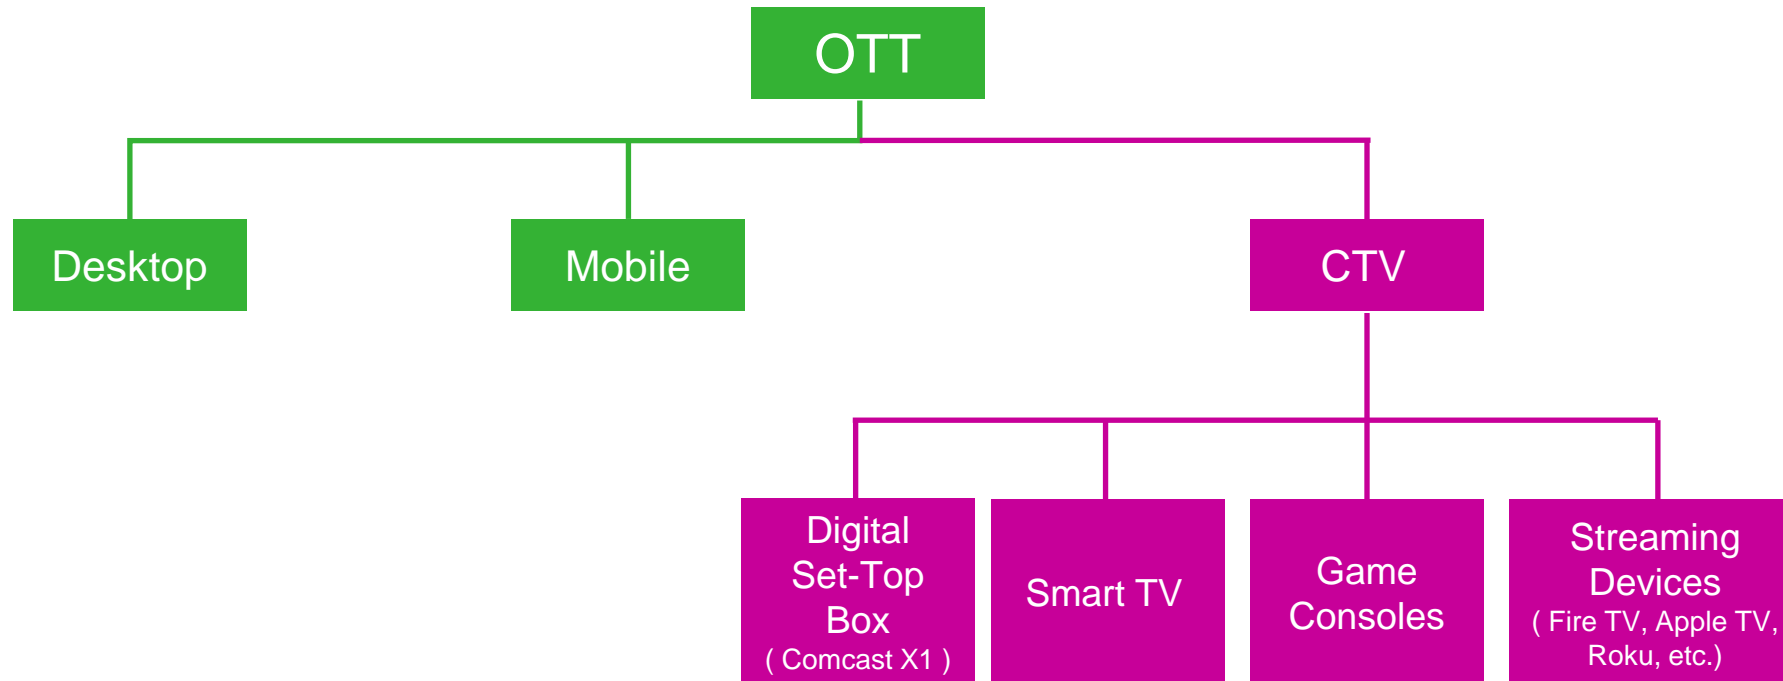 OTT
Desktop
Mobile
CTV
Digital
Set-Top
Box
( Comcast X1 )
Smart TV
Game
Consoles
Streaming
Devices
( Fire TV, Apple TV,
Roku, etc.)